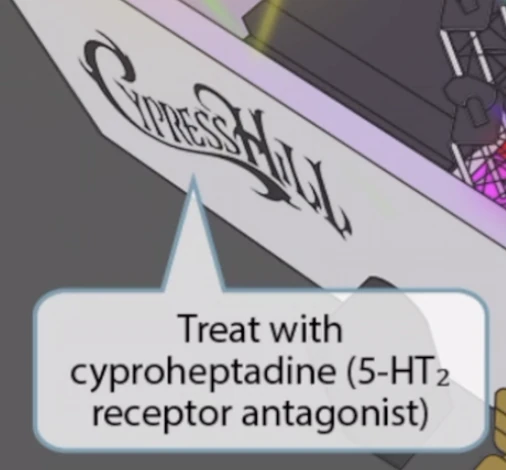 CYPRESS HILL
Treat with
cyproheptadine (5-HT₂
receptor antagonist)